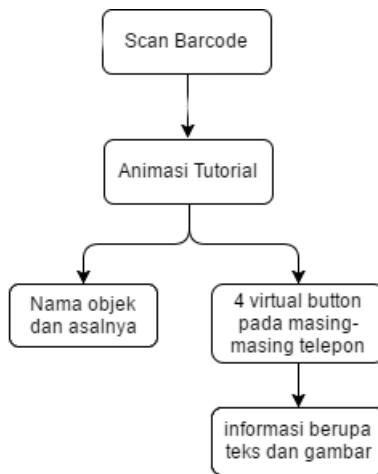 Scan Barcode
Animasi Tutorial
Nama objek
dan asalnya
4 virtual button
pada masing-
masing telepon
informasi berupa
teks dan gambar